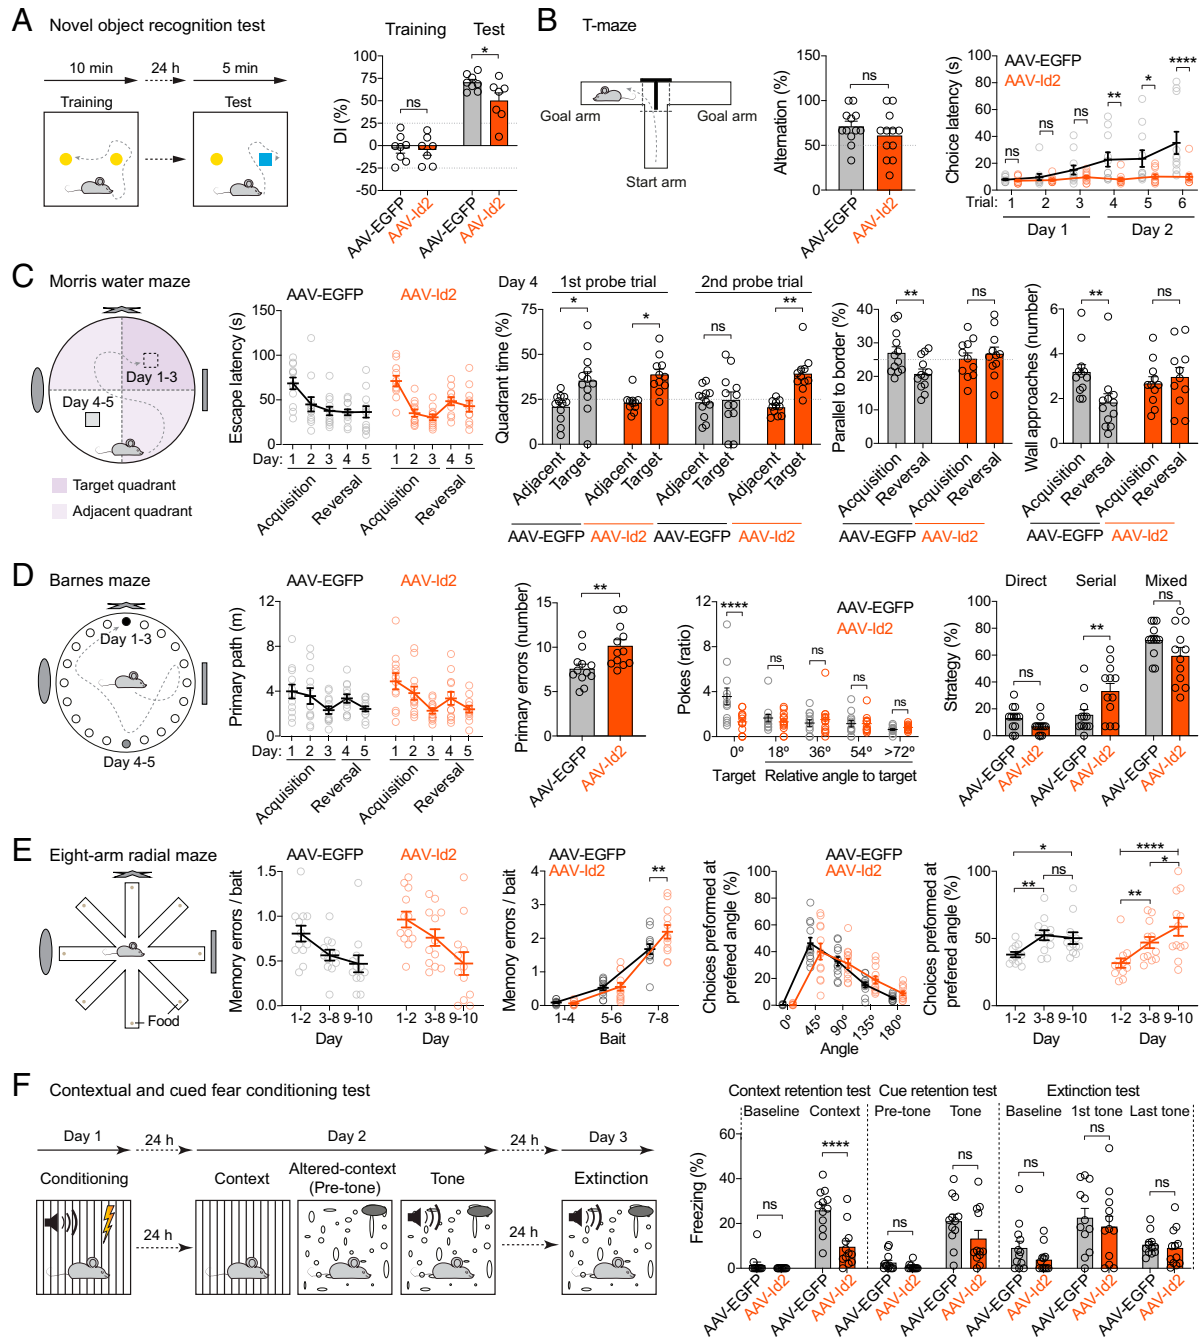 A Novel object recognition test
10 min 24 h 5 min
Training Test
Training Test
*
ns
DI (%)
100
75
50
25
0
-25
-50
AAV-EGFP AAV-Id2 AAV-EGFP AAV-Id2
B T-maze
Goal arm Goal arm
Start arm
Alternation (%)
ns
150
100
50
0
AAV-EGFP AAV-Id2
AAV-EGFP
AAV-Id2
Choice latency (s)
100
80
60
40
20
0
ns ns ns ** * ****
Trial: 1 2 3 4 5 6
Day 1 Day 2
C Morris water maze
Day 1-3
Day 4-5
Target quadrant
Adjacent quadrant
AAV-EGFP AAV-Id2
Escape latency (s)
150
100
50
0
Day: 1 2 3 4 5 1 2 3 4 5
Acquisition Reversal Acquisition Reversal
Day 4 1st probe trial 2nd probe trial
* * ns **
Quadrant time (%)
75
50
25
0
Adjacent Target Adjacent Target Adjacent Target Adjacent Target
AAV-EGFP AAV-Id2 AAV-EGFP AAV-Id2
Parallel to border (%)
** ns
45
30
15
0
Acquisition Reversal Acquisition Reversal
AAV-EGFP AAV-Id2
Wall approaches (number)
** ns
6
4
2
0
Acquisition Reversal Acquisition Reversal
AAV-EGFP AAV-Id2
D Barnes maze
Day 1-3
Day 4-5
AAV-EGFP AAV-Id2
Primary path (m)
12
8
4
0
Day: 1 2 3 4 5 1 2 3 4 5
Acquisition Reversal Acquisition Reversal
Primary errors (number)
**
15
10
5
0
AAV-EGFP AAV-Id2
AAV-EGFP
AAV-Id2
Pokes (ratio)
12
8
4
0
**** ns ns ns ns
0º 18º 36º 54º >72º
Target Relative angle to target
Direct Serial Mixed
ns ** ns
Strategy (%)
100
80
60
40
20
0
AAV-EGFP AAV-Id2 AAV-EGFP AAV-Id2 AAV-EGFP AAV-Id2
E Eight-arm radial maze
Food
AAV-EGFP AAV-Id2
Memory errors / bait
1.5
1.0
0.5
0.0
1-2 3-8 9-10 1-2 3-8 9-10
Day Day
AAV-EGFP
AAV-Id2
Memory errors / bait
**
4
3
2
1
0
1-4 5-6 7-8
Bait
AAV-EGFP
AAV-Id2
Choices preformed at
prefered angle (%)
100
80
60
40
20
0
0º 45º 90º 135º 180º
Angle
Choices preformed at
prefered angle (%)
* ** ns **** ** *
100
50
0
1-2 3-8 9-10 1-2 3-8 9-10
Day Day
F Contextual and cued fear conditioning test
Day 1 24 h Day 2 24 h Day 3
Conditioning Context Altered-context
(Pre-tone) Tone Extinction
24 h
Context retention test Cue retention test Extinction test
Baseline Context Pre-tone Tone Baseline 1st tone Last tone
Freezing (%)
60
40
20
0
ns **** ns ns ns ns ns
AAV-EGFP AAV-Id2 AAV-EGFP AAV-Id2 AAV-EGFP AAV-Id2 AAV-EGFP AAV-Id2 AAV-EGFP AAV-Id2 AAV-EGFP AAV-Id2 AAV-EGFP AAV-Id2